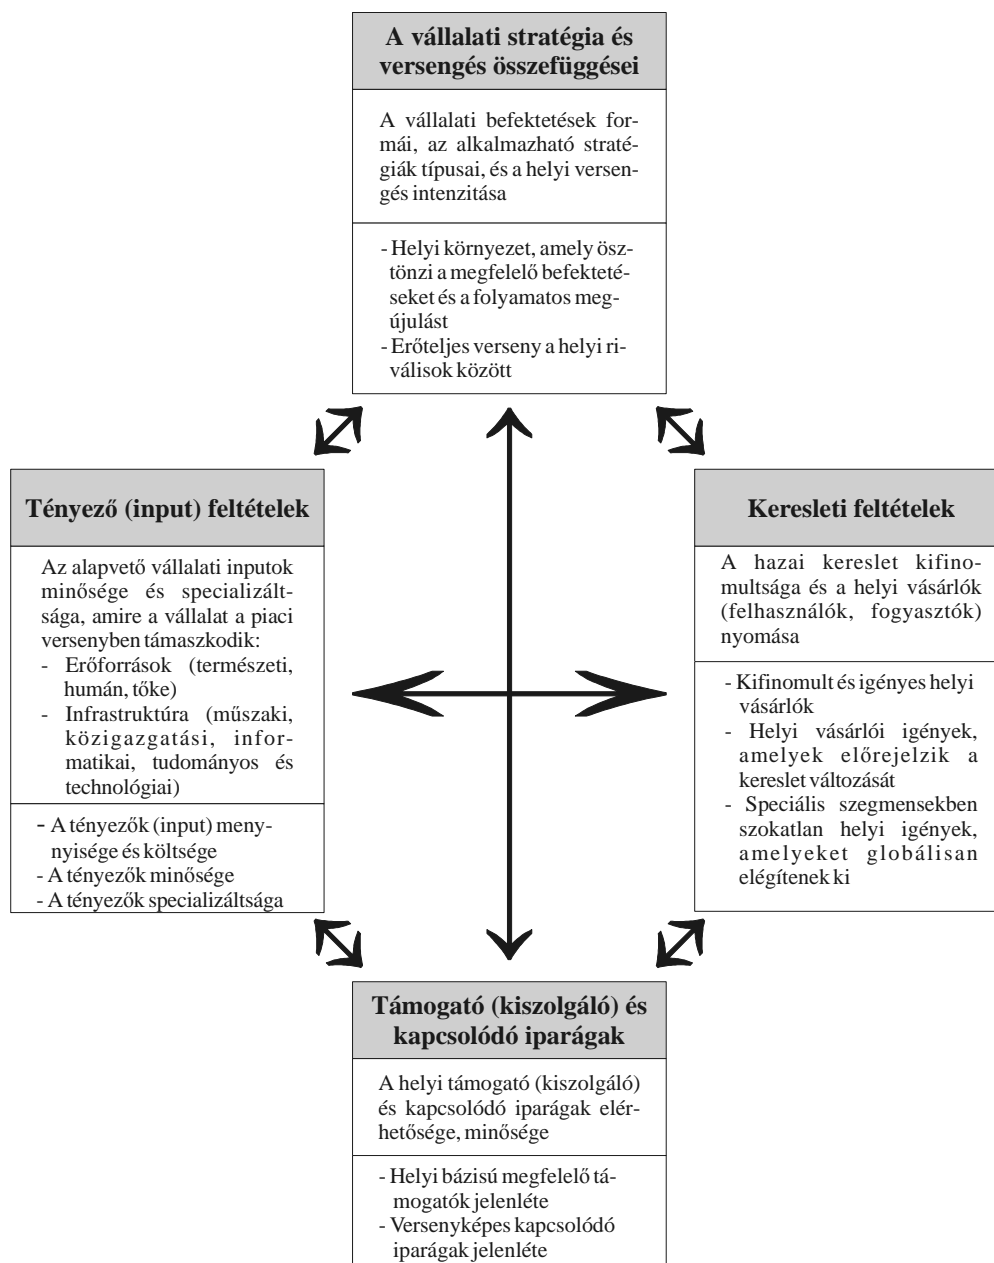 A vállalati stratégia és
versengés összefüggései
A vállalati befektetések for-
mái, az alkalmazható straté-
giák típusai, és a helyi versen-
gés intenzitása
- Helyi környezet, amely ösz-
tönzi a megfelelő befekteté-
seket és a folyamatos meg-
újulást
- Erőteljes verseny a helyi ri-
válisok között
Tényező (input) feltételek
Az alapvető vállalati inputok
minősége és specializált-
sága, amire a vállalat a piaci
versenyben támaszkodik:
- Erőforrások (természeti,
humán, tőke)
- Infrastruktúra (műszaki,
közigazgatási, infor-
matikai, tudományos és
technológiai)
- A tényezők (input) meny-
nyisége és költsége
- A tényezők minősége
- A tényezők specializáltsága
Keresleti feltételek
A hazai kereslet kifino-
multsága és a helyi vásárlók
(felhasználók, fogyasztók)
nyomása
- Kifinomult és igényes helyi
vásárlók
- Helyi vásárlói igények,
amelyek előrejelzik a
kereslet változását
- Speciális szegmensekben
szokatlan helyi igények,
amelyeket globálisan
elégítenek ki
Támogató (kiszolgáló) és
kapcsolódó iparágak
A helyi támogató (kiszolgáló)
és kapcsolódó iparágak elér-
hetősége, minősége
- Helyi bázisú megfelelő tá-
mogatók jelenléte
- Versenyképes kapcsolódó
iparágak jelenléte